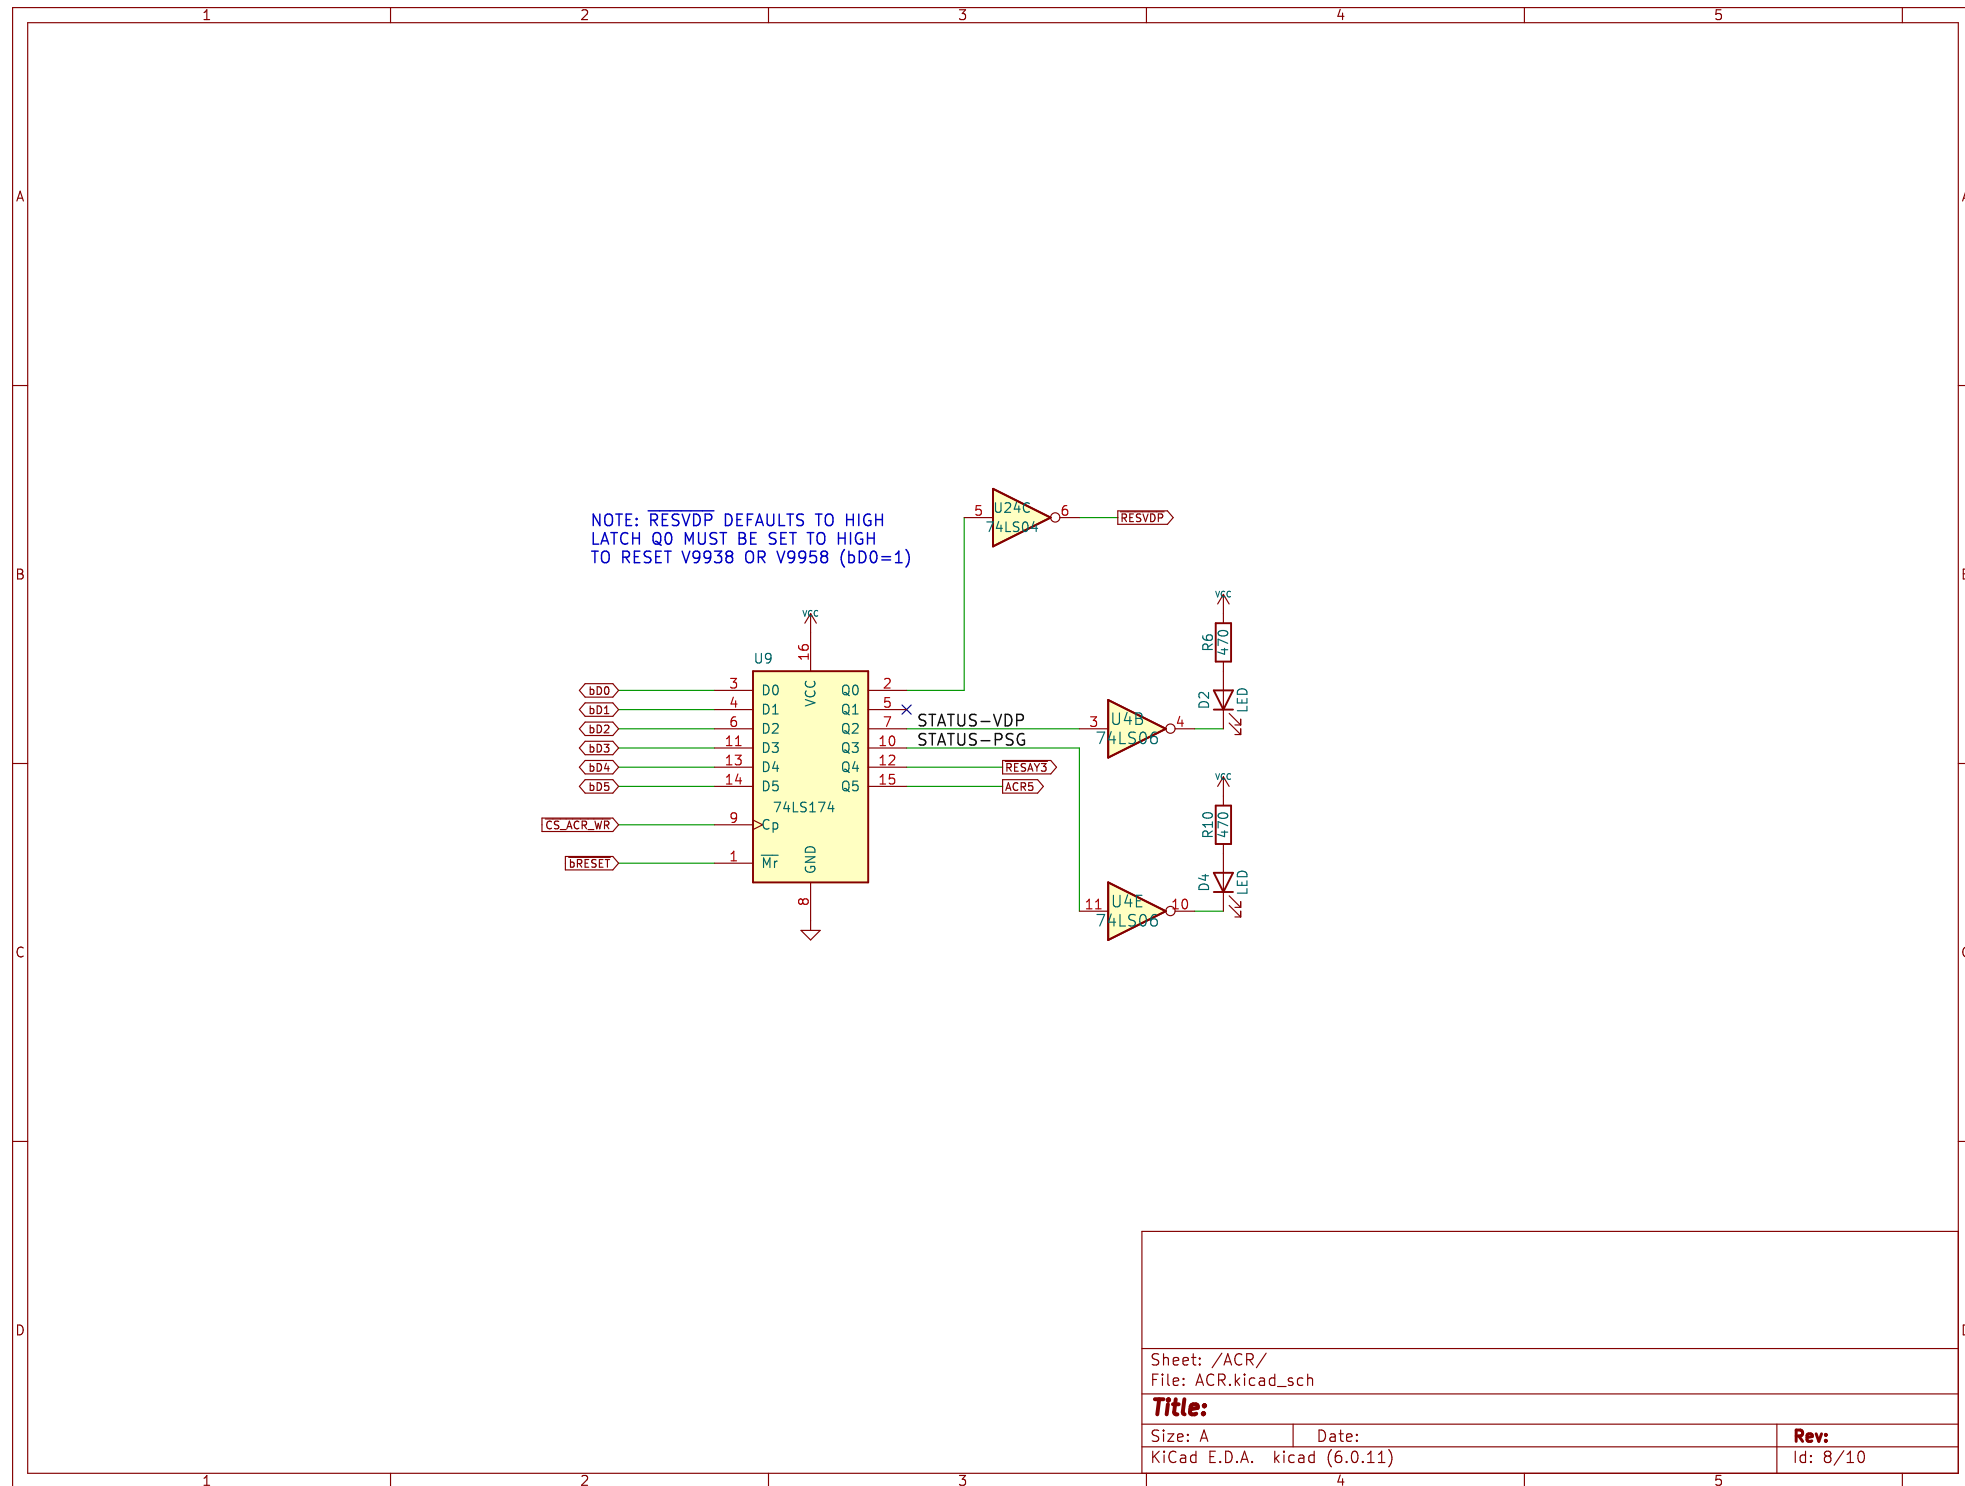 1 2 3 4 5
A
B
C
D
NOTE: RESVDP DEFAULTS TO HIGH
LATCH Q0 MUST BE SET TO HIGH
TO RESET V9938 OR V9958 (bD0=1)
5 U24C 6
74LS04
RESVDP
vcc
16
U9
VCC
bD0 3 D0 Q0 2
bD1 4 D1 Q1 5
bD2 6 D2 Q2 7 STATUS-VDP
bD3 11 D3 Q3 10 STATUS-PSG
bD4 13 D4 Q4 12 RESAY3
bD5 14 D5 Q5 15 ACR5
74LS174
CS_ACR_WR 9 Cp
bRESET 1 Mr
GND
8
vcc
R6
470
D2
LED
3 U4B 4
74LS06
vcc
R10
470
D4
LED
11 U4E 10
74LS06
Sheet: /ACR/
File: ACR.kicad_sch
Title:
Size: A Date: Rev:
KiCad E.D.A. kicad (6.0.11) Id: 8/10
1 2 3 4 5